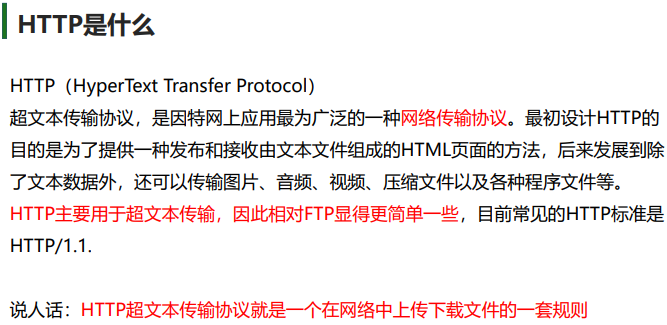 HTTP是什么
HTTP（HyperText Transfer Protocol）
超文本传输协议，是因特网上应用最为广泛的一种网络传输协议。最初设计HTTP的
目的是为了提供一种发布和接收由文本文件组成的HTML页面的方法，后来发展到除
了文本数据外，还可以传输图片、音频、视频、压缩文件以及各种程序文件等。
HTTP主要用于超文本传输，因此相对FTP显得更简单一些，目前常见的HTTP标准是
HTTP/1.1.
说人话：HTTP超文本传输协议就是一个在网络中上传下载文件的一套规则